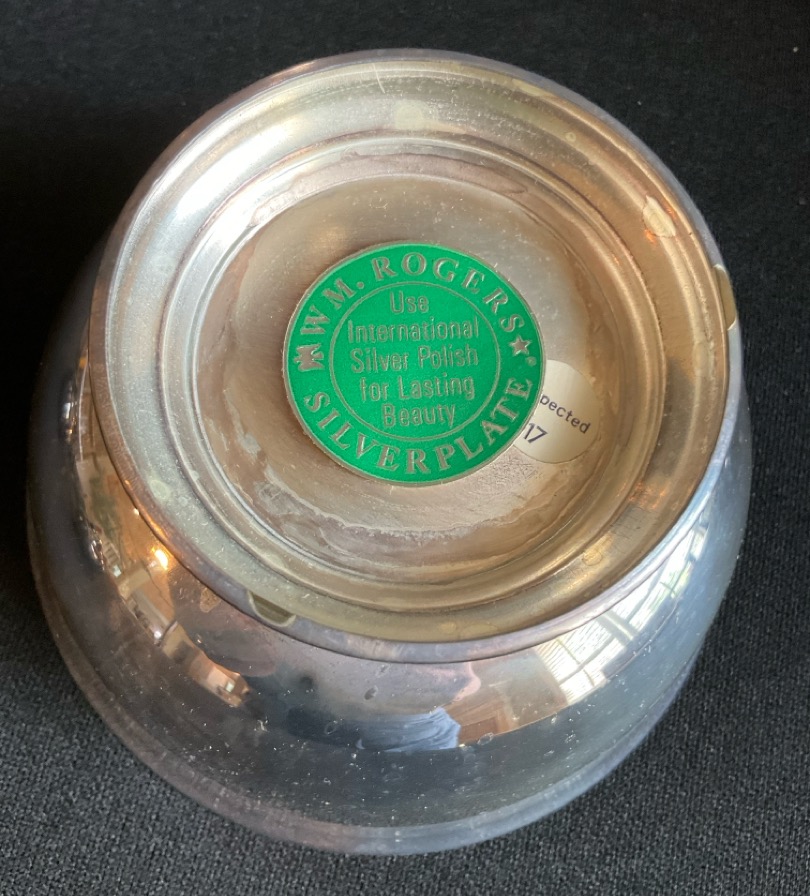 WM. ROGERS
Use
International
Silver Polish
for Lasting
Beauty
SILVERPLATE
pected
17